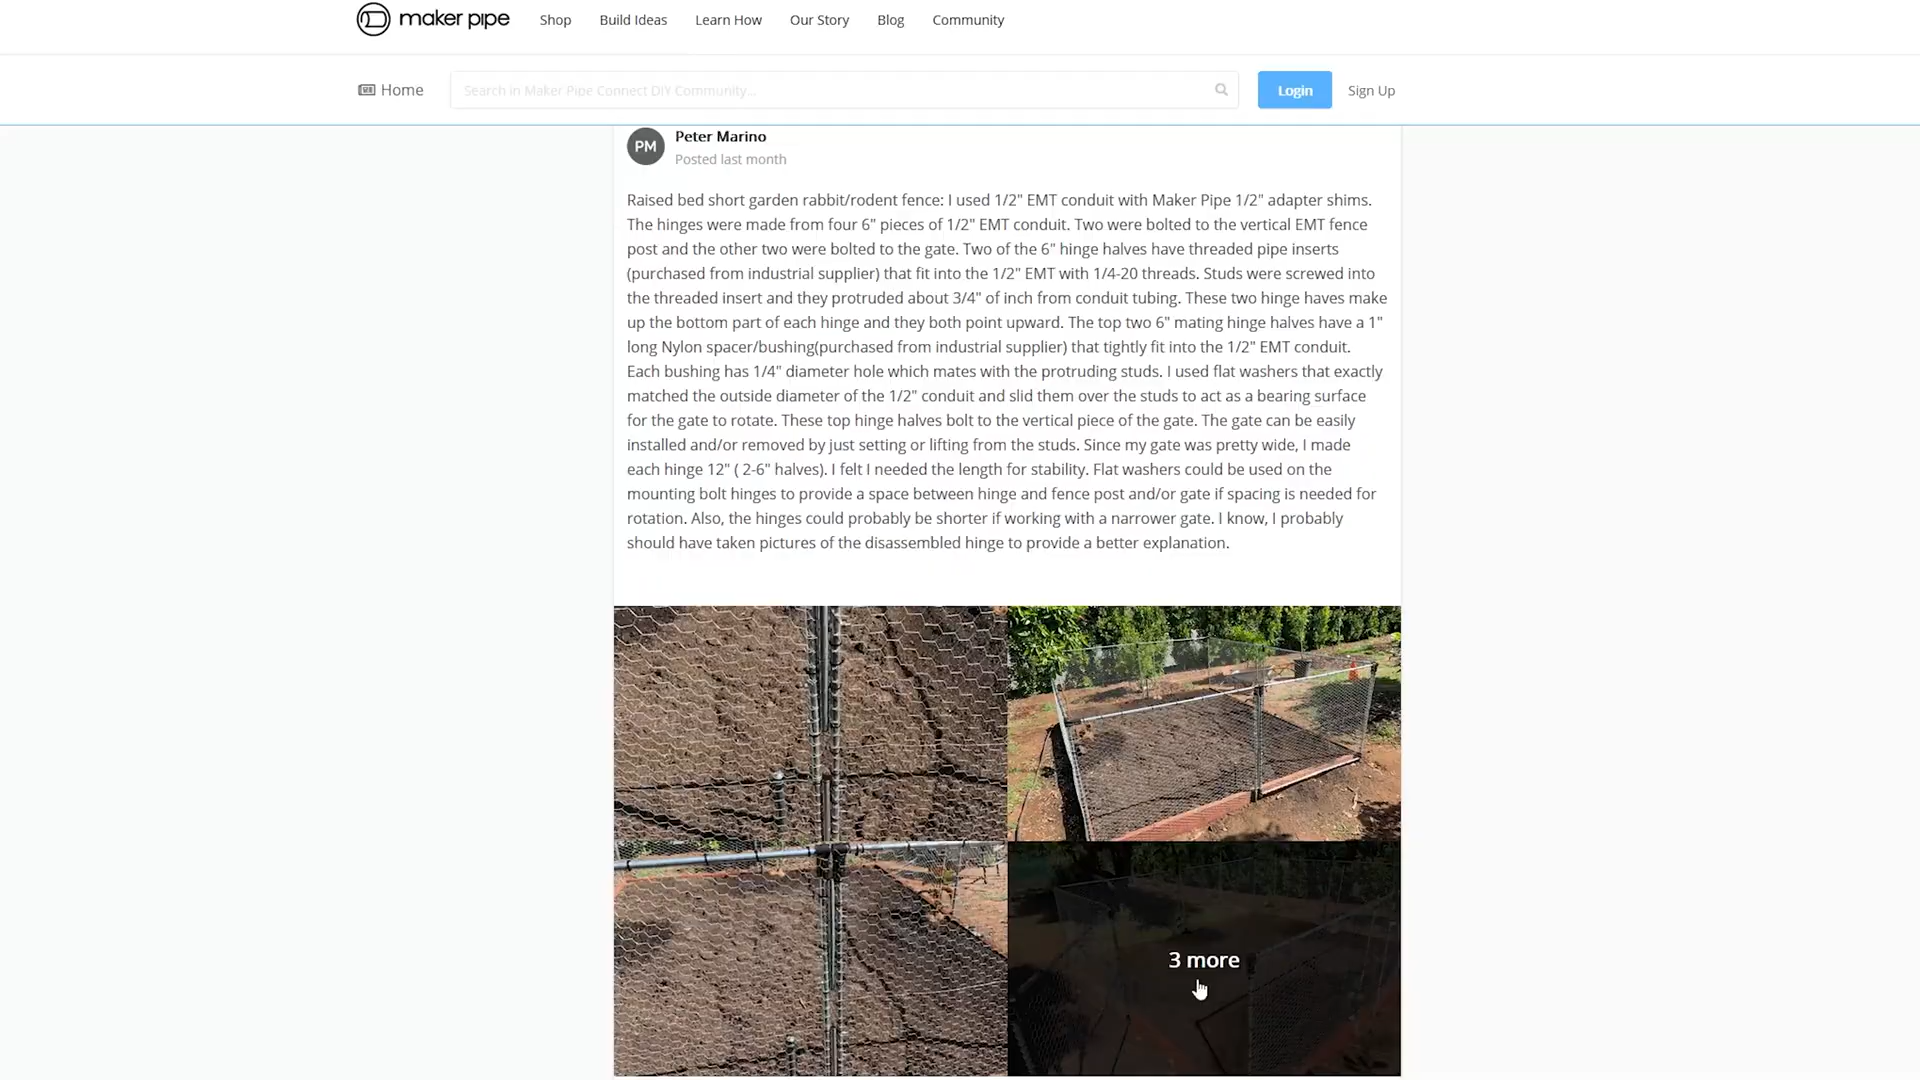 maker pipe
Shop
Build Ideas
Learn How
Our Story
Blog
Community
Home
Search in Maker Pipe Connect DIY Community...
Login
Sign Up
PM
Peter Marino
Posted last month
Raised bed short garden rabbit/rodent fence: I used 1/2" EMT conduit with Maker Pipe 1/2" adapter shims.
The hinges were made from four 6" pieces of 1/2" EMT conduit. Two were bolted to the vertical EMT fence
post and the other two were bolted to the gate. Two of the 6" hinge halves have threaded pipe inserts
(purchased from industrial supplier) that fit into the 1/2" EMT with 1/4-20 threads. Studs were screwed into
the threaded insert and they protruded about 3/4" of inch from conduit tubing. These two hinge haves make
up the bottom part of each hinge and they both point upward. The top two 6" mating hinge halves have a 1"
long Nylon spacer/bushing(purchased from industrial supplier) that tightly fit into the 1/2" EMT conduit.
Each bushing has 1/4" diameter hole which mates with the protruding studs. I used flat washers that exactly
matched the outside diameter of the 1/2" conduit and slid them over the studs to act as a bearing surface
for the gate to rotate. These top hinge halves bolt to the vertical piece of the gate. The gate can be easily
installed and/or removed by just setting or lifting from the studs. Since my gate was pretty wide, I made
each hinge 12" ( 2-6" halves). I felt I needed the length for stability. Flat washers could be used on the
mounting bolt hinges to provide a space between hinge and fence post and/or gate if spacing is needed for
rotation. Also, the hinges could probably be shorter if working with a narrower gate. I know, I probably
should have taken pictures of the disassembled hinge to provide a better explanation.
3 more